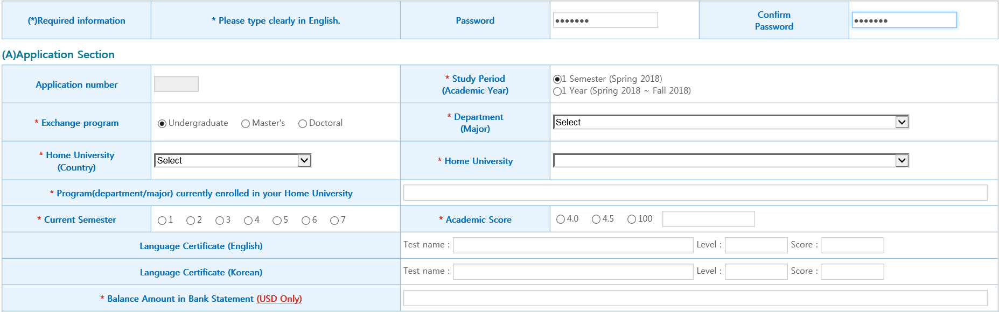 (*)Required information
* Please type clearly in English.
Password
•••••••
Confirm
Password
•••••••
(A)Application Section
Application number
* Study Period
(Academic Year)
1 Semester (Spring 2018)
1 Year (Spring 2018 ~ Fall 2018)
* Exchange program
Undergraduate Master's Doctoral
* Department
(Major)
Select
* Home University
(Country)
Select
* Home University
* Program(department/major) currently enrolled in your Home University
* Current Semester
1 2 3 4 5 6 7
* Academic Score
4.0 4.5 100
Language Certificate (English)
Test name : Level : Score :
Language Certificate (Korean)
Test name : Level : Score :
* Balance Amount in Bank Statement (USD Only)